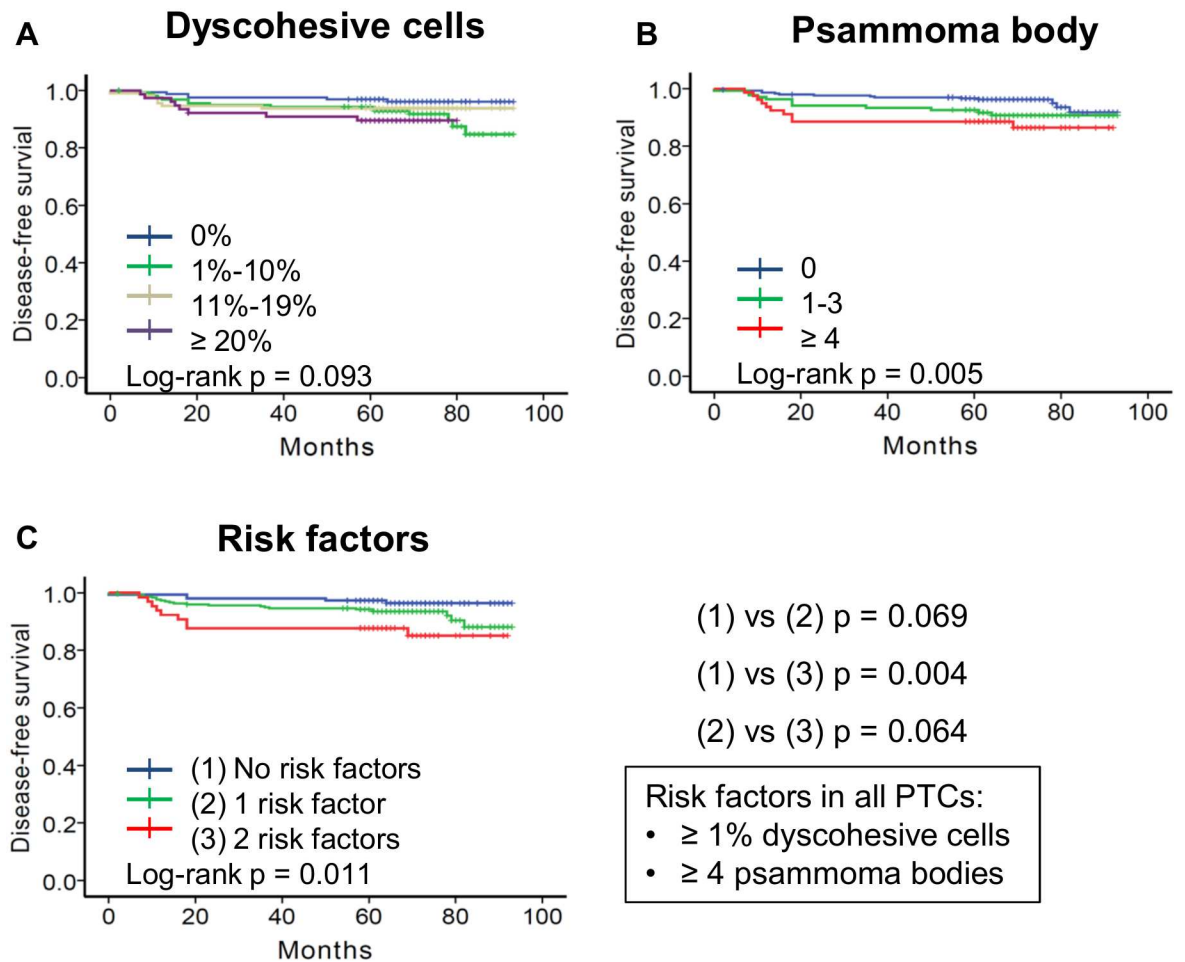 A
Dyscohesive cells
Disease-free survival
1.0
0.8
0.6
0.4
0.2
0.0
0%
1%-10%
11%-19%
≥ 20%
Log-rank p = 0.093
0 20 40 60 80 100
Months
B
Psammoma body
Disease-free survival
1.0
0.8
0.6
0.4
0.2
0.0
0
1-3
≥ 4
Log-rank p = 0.005
0 20 40 60 80 100
Months
C
Risk factors
Disease-free survival
1.0
0.8
0.6
0.4
0.2
0.0
(1) No risk factors
(2) 1 risk factor
(3) 2 risk factors
Log-rank p = 0.011
0 20 40 60 80 100
Months
(1) vs (2) p = 0.069
(1) vs (3) p = 0.004
(2) vs (3) p = 0.064
Risk factors in all PTCs:
• ≥ 1% dyscohesive cells
• ≥ 4 psammoma bodies